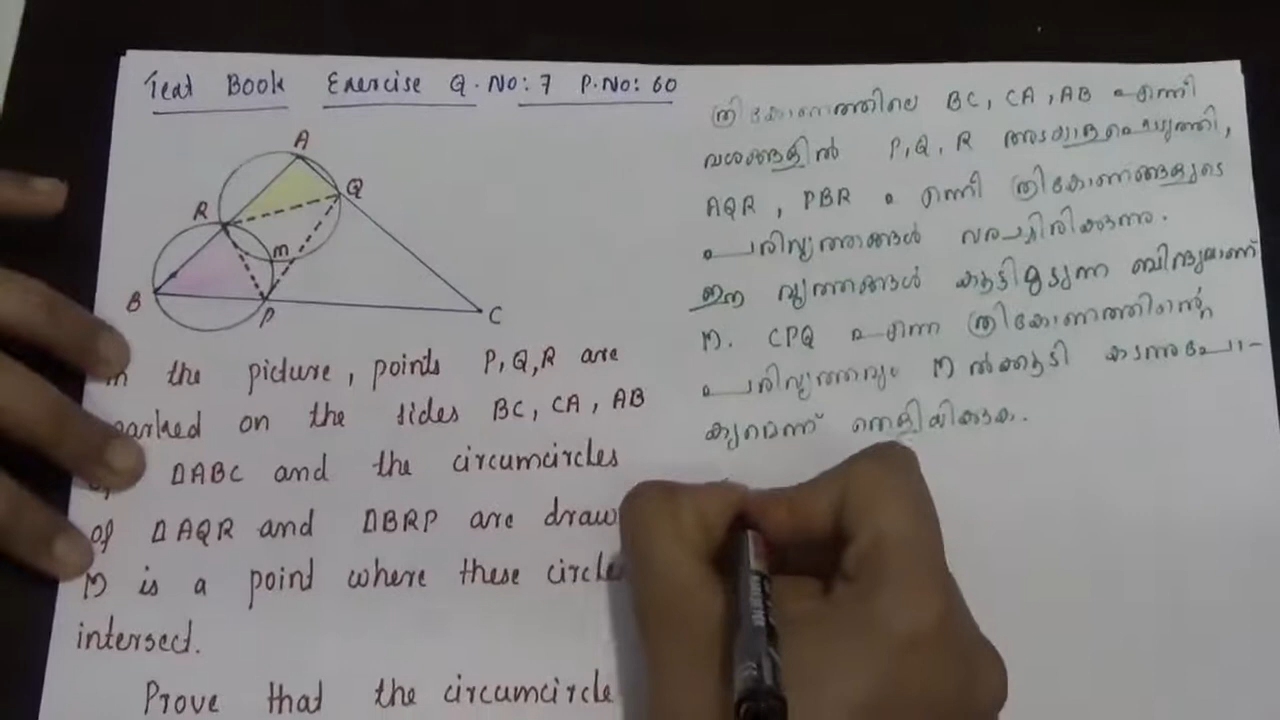 Text Book Exercise Q.No:7 P.No: 60
A
Q
R
m
B
P
C
the picture, points P,Q,R are
marked on the sides BC, CA, AB
of ΔABC and the circumcircles
of ΔAQR and ΔBRP are draw
M is a point where these circle
intersect.
Prove that the circumcircle
ത്രികോണത്തിലെ BC, CA, AB എന്നീ
വശങ്ങളിൽ P,Q,R അടയാളപ്പെടുത്തി,
AQR, PBR എന്നീ ത്രികോണങ്ങളുടെ
പരിവൃത്തങ്ങൾ വരച്ചിരിക്കുന്നു.
ഈ വൃത്തങ്ങൾ കൂട്ടിമുട്ടുന്ന ബിന്ദുവാണ്
M. CPQ എന്ന ത്രികോണത്തിന്റെ
പരിവൃത്തവും M ൽക്കൂടി കടന്നുപോ-
കുമെന്ന് തെളിയിക്കുക.